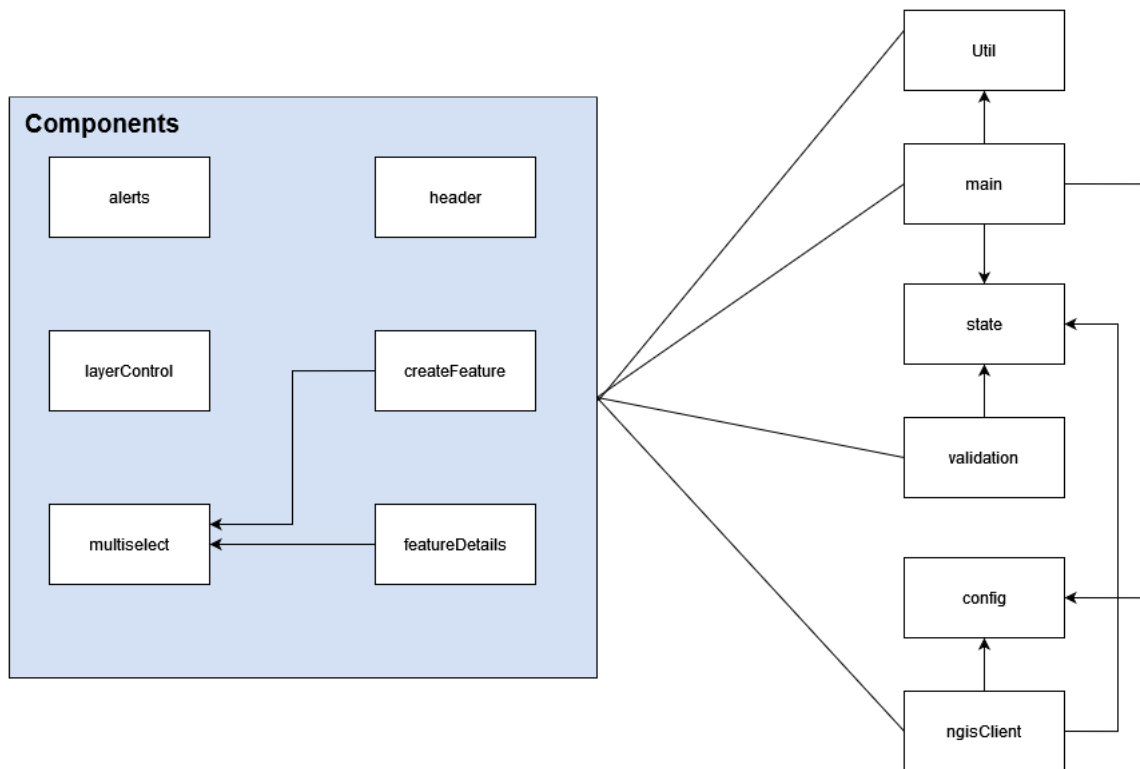 Components
alerts
header
layerControl
createFeature
multiselect
featureDetails
Util
main
state
validation
config
ngisClient